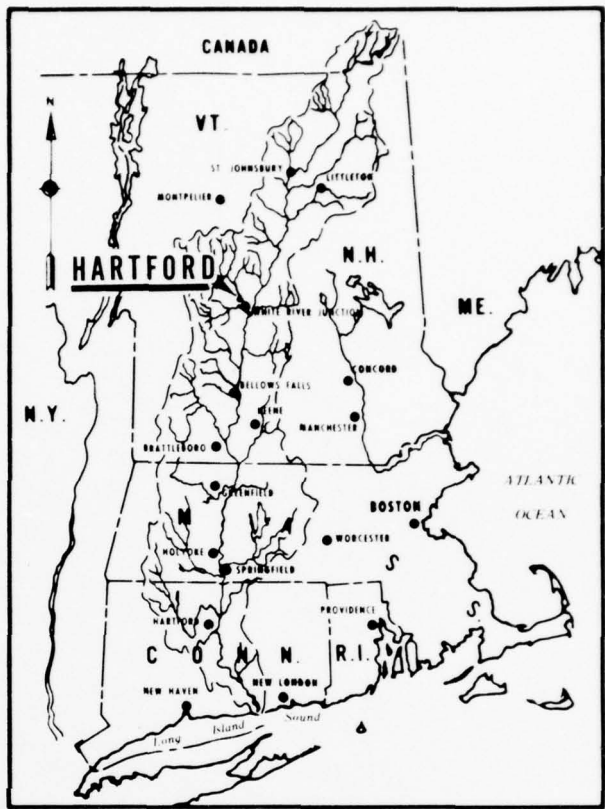 CANADA
N
VT.
ST JOHNSBURY
LITTLETON
MONTPELIER
N.H.
HARTFORD
WHITE RIVER JUNCTION
ME.
CONCORD
BELLOWS FALLS
N.Y.
KEENE
MANCHESTER
BRATTLEBORO
GREENFIELD
ATLANTIC
OCEAN
M A S S.
BOSTON
WORCESTER
HOLYOKE
SPRINGFIELD
HARTFORD
PROVIDENCE
C O N N.
R.I.
NEW HAVEN
NEW LONDON
Long Island Sound